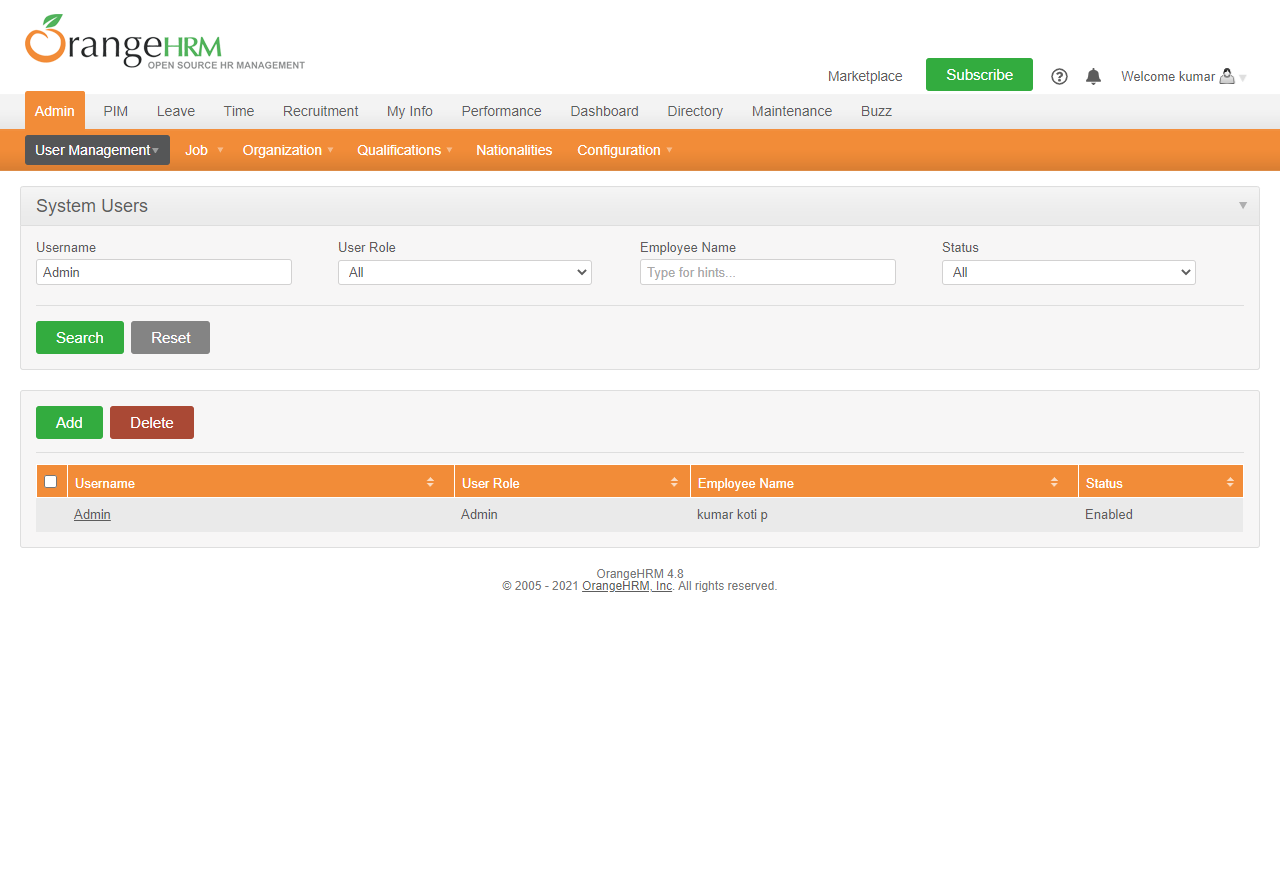 OrangeHRM
OPEN SOURCE HR MANAGEMENT
Marketplace Subscribe Welcome kumar
Admin PIM Leave Time Recruitment My Info Performance Dashboard Directory Maintenance Buzz
User Management Job Organization Qualifications Nationalities Configuration
System Users
Username User Role Employee Name Status
Admin All Type for hints... All
Search Reset
Add Delete
Username User Role Employee Name Status
Admin Admin kumar koti p Enabled
OrangeHRM 4.8
© 2005 - 2021 OrangeHRM, Inc. All rights reserved.